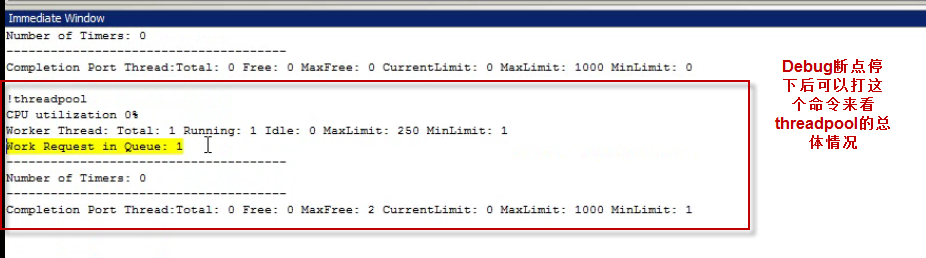 Immediate Window
Number of Timers: 0
--------------------------------------
Completion Port Thread:Total: 0 Free: 0 MaxFree: 0 CurrentLimit: 0 MaxLimit: 1000 MinLimit: 0
!threadpool
CPU utilization 0%
Worker Thread: Total: 1 Running: 1 Idle: 0 MaxLimit: 250 MinLimit: 1
Work Request in Queue: 1
--------------------------------------
Number of Timers: 0
--------------------------------------
Completion Port Thread:Total: 0 Free: 0 MaxFree: 2 CurrentLimit: 0 MaxLimit: 1000 MinLimit: 1
Debug断点停
下后可以打这
个命令来看
threadpool的总
体情况